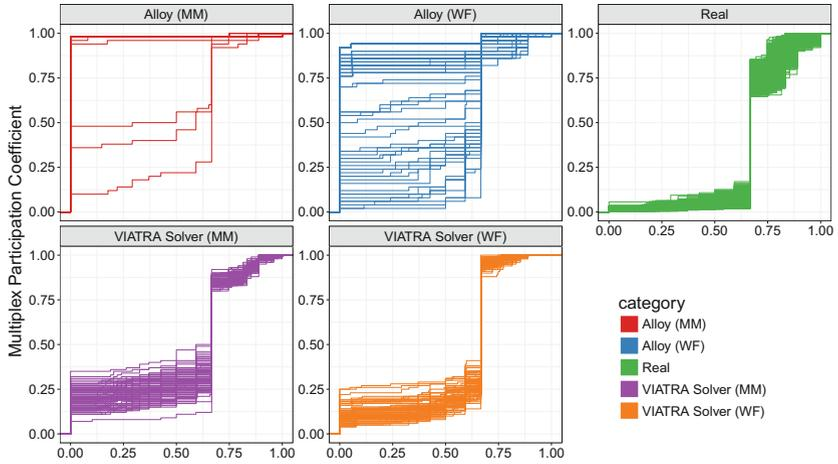 Alloy (MM)
Alloy (WF)
Real
1.00
0.75
0.50
0.25
0.00
1.00
0.75
0.50
0.25
0.00
1.00
0.75
0.50
0.25
0.00
0.00 0.25 0.50 0.75 1.00
VIATRA Solver (MM)
VIATRA Solver (WF)
1.00
0.75
0.50
0.25
0.00
1.00
0.75
0.50
0.25
0.00
0.00 0.25 0.50 0.75 1.00
0.00 0.25 0.50 0.75 1.00
Multiplex Participation Coefficient
category
Alloy (MM)
Alloy (WF)
Real
VIATRA Solver (MM)
VIATRA Solver (WF)